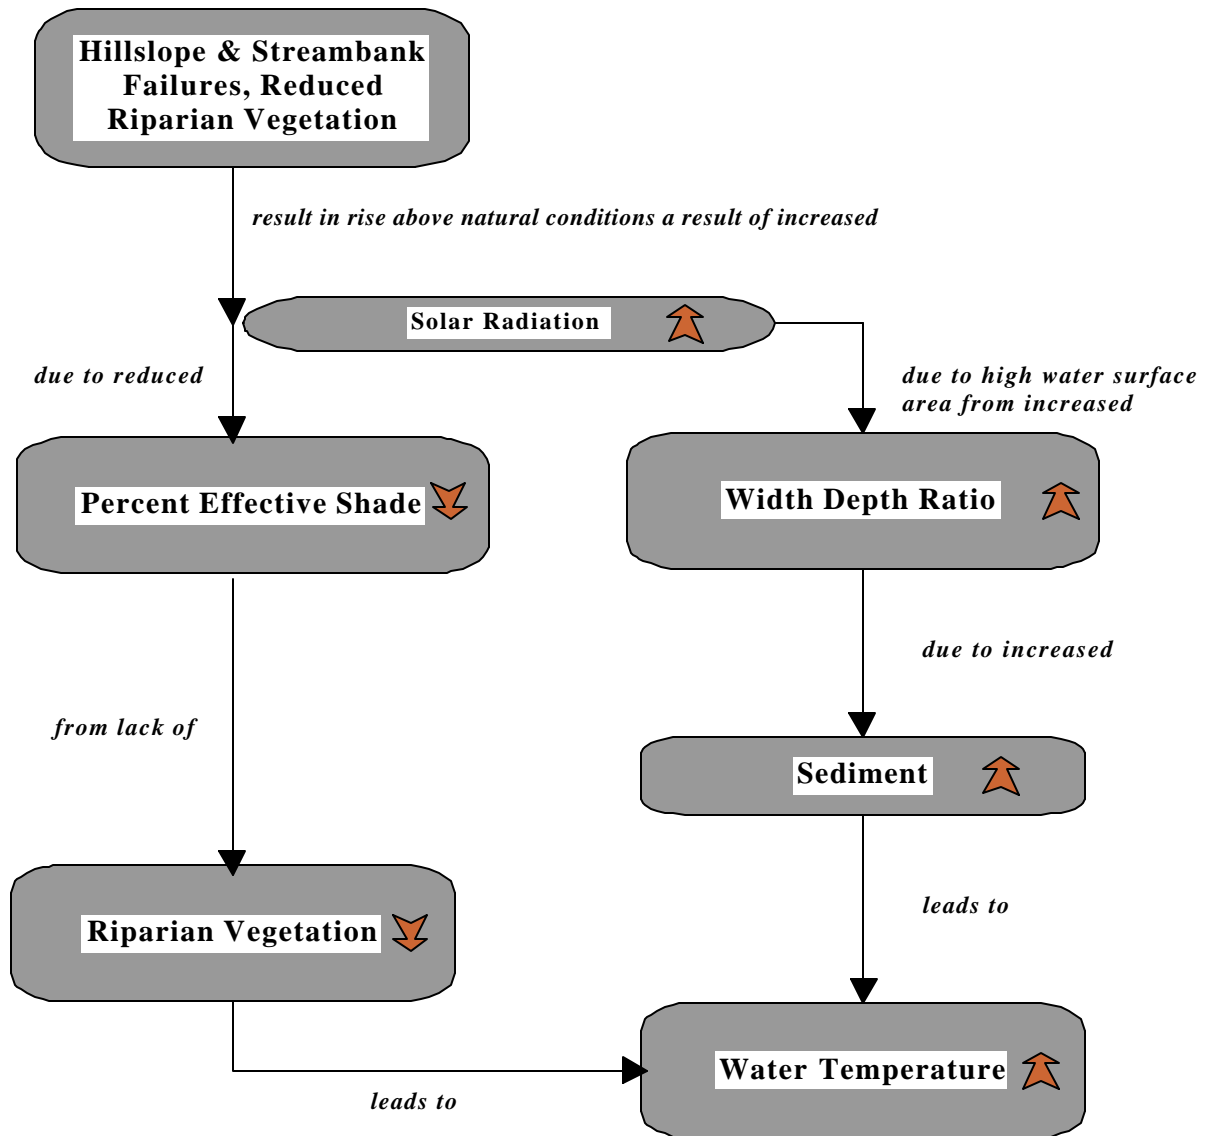 Hillslope & Streambank
Failures, Reduced
Riparian Vegetation
result in rise above natural conditions a result of increased
Solar Radiation
due to reduced
due to high water surface
area from increased
Percent Effective Shade
Width Depth Ratio
due to increased
from lack of
Sediment
leads to
Riparian Vegetation
Water Temperature
leads to